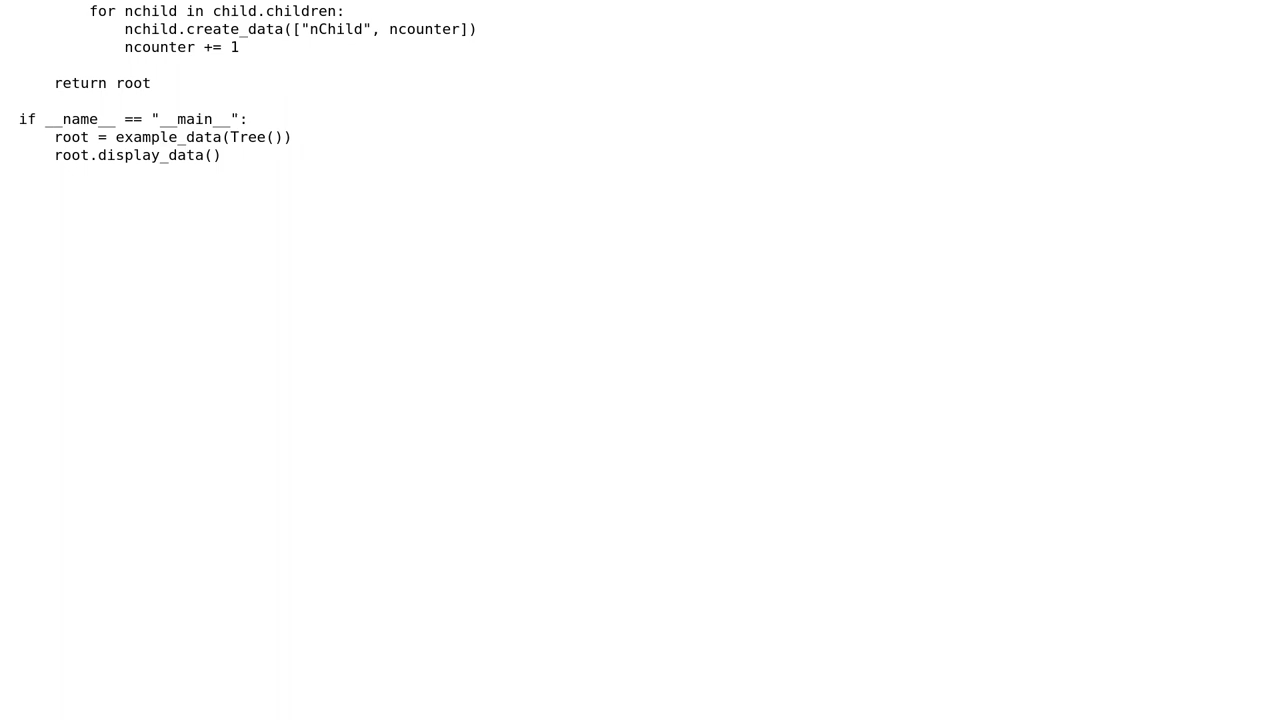 for nchild in child.children:
            nchild.create_data(["nChild", ncounter])
            ncounter += 1

    return root

if __name__ == "__main__":
    root = example_data(Tree())
    root.display_data()